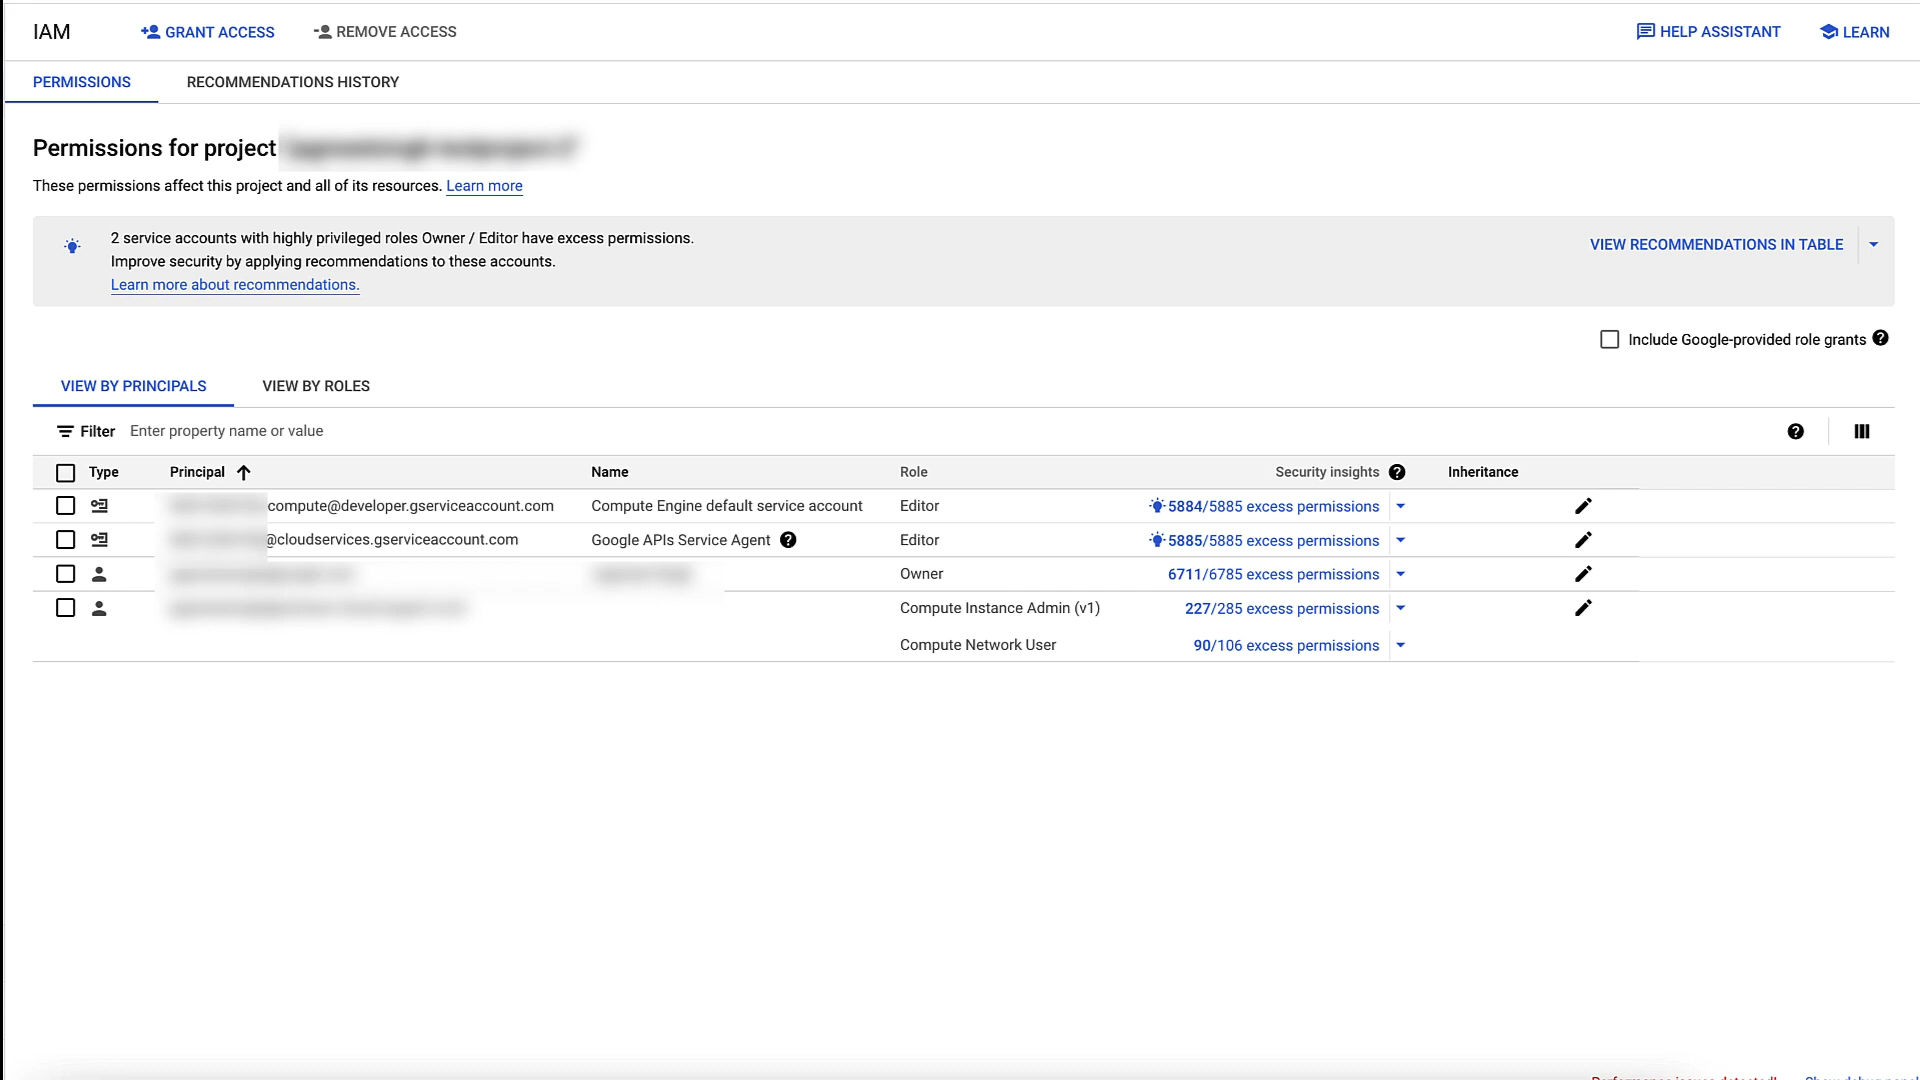 IAM
GRANT ACCESS
REMOVE ACCESS
HELP ASSISTANT
LEARN
PERMISSIONS
RECOMMENDATIONS HISTORY
Permissions for project
These permissions affect this project and all of its resources. Learn more
2 service accounts with highly privileged roles Owner / Editor have excess permissions.
Improve security by applying recommendations to these accounts.
Learn more about recommendations.
VIEW RECOMMENDATIONS IN TABLE
Include Google-provided role grants
VIEW BY PRINCIPALS
VIEW BY ROLES
Filter Enter property name or value
Type Principal Name Role Security insights Inheritance
compute@developer.gserviceaccount.com Compute Engine default service account Editor 5884/5885 excess permissions
@cloudservices.gserviceaccount.com Google APIs Service Agent Editor 5885/5885 excess permissions
Owner 6711/6785 excess permissions
Compute Instance Admin (v1) 227/285 excess permissions
Compute Network User 90/106 excess permissions